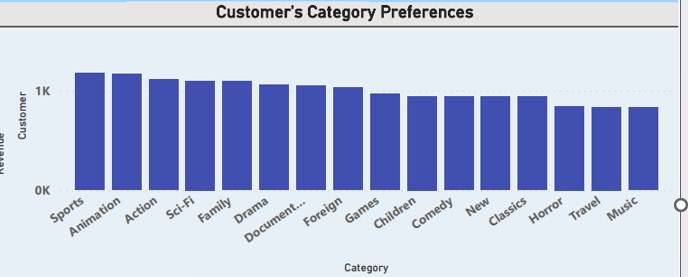 Customer's Category Preferences
Revenue
Customer
1K
0K
Sports
Animation
Action
Sci-Fi
Family
Drama
Document...
Foreign
Games
Children
Comedy
New
Classics
Horror
Travel
Music
Category